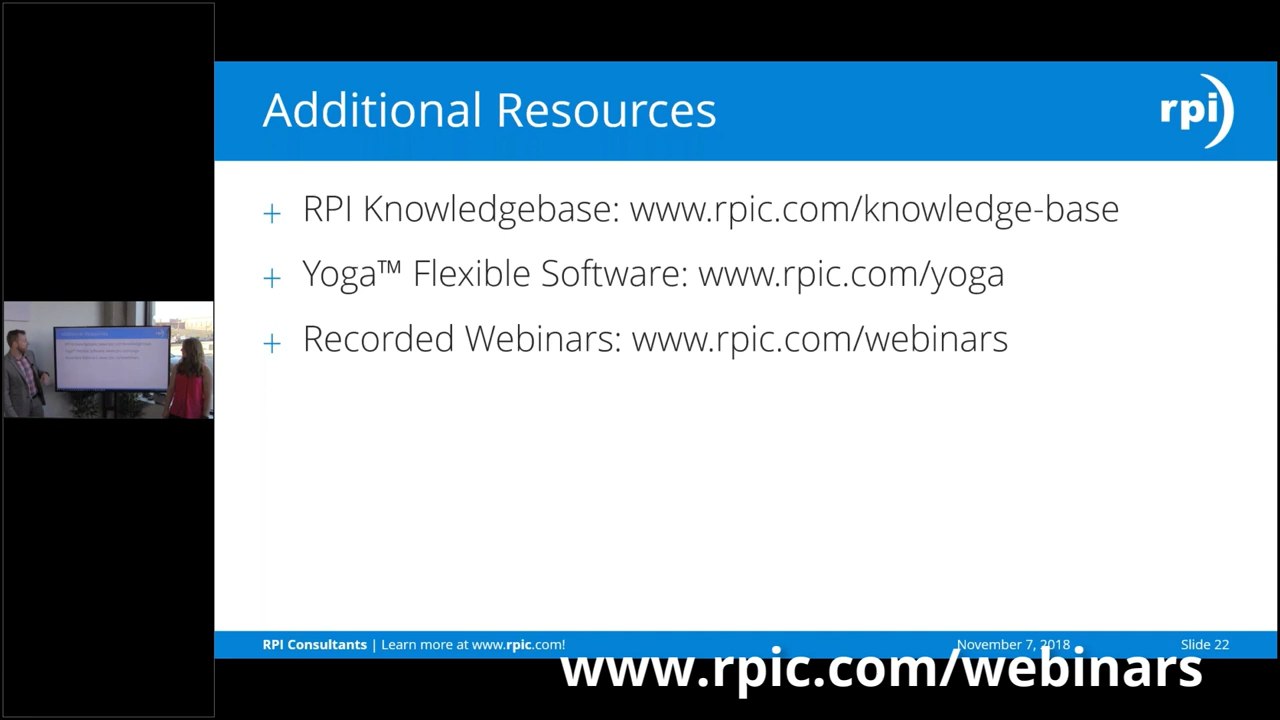 Additional Resources
rpi
+ RPI Knowledgebase: www.rpic.com/knowledge-base
+ Yoga™ Flexible Software: www.rpic.com/yoga
+ Recorded Webinars: www.rpic.com/webinars
RPI Consultants | Learn more at www.rpic.com! November 7, 2018 Slide 22
www.rpic.com/webinars